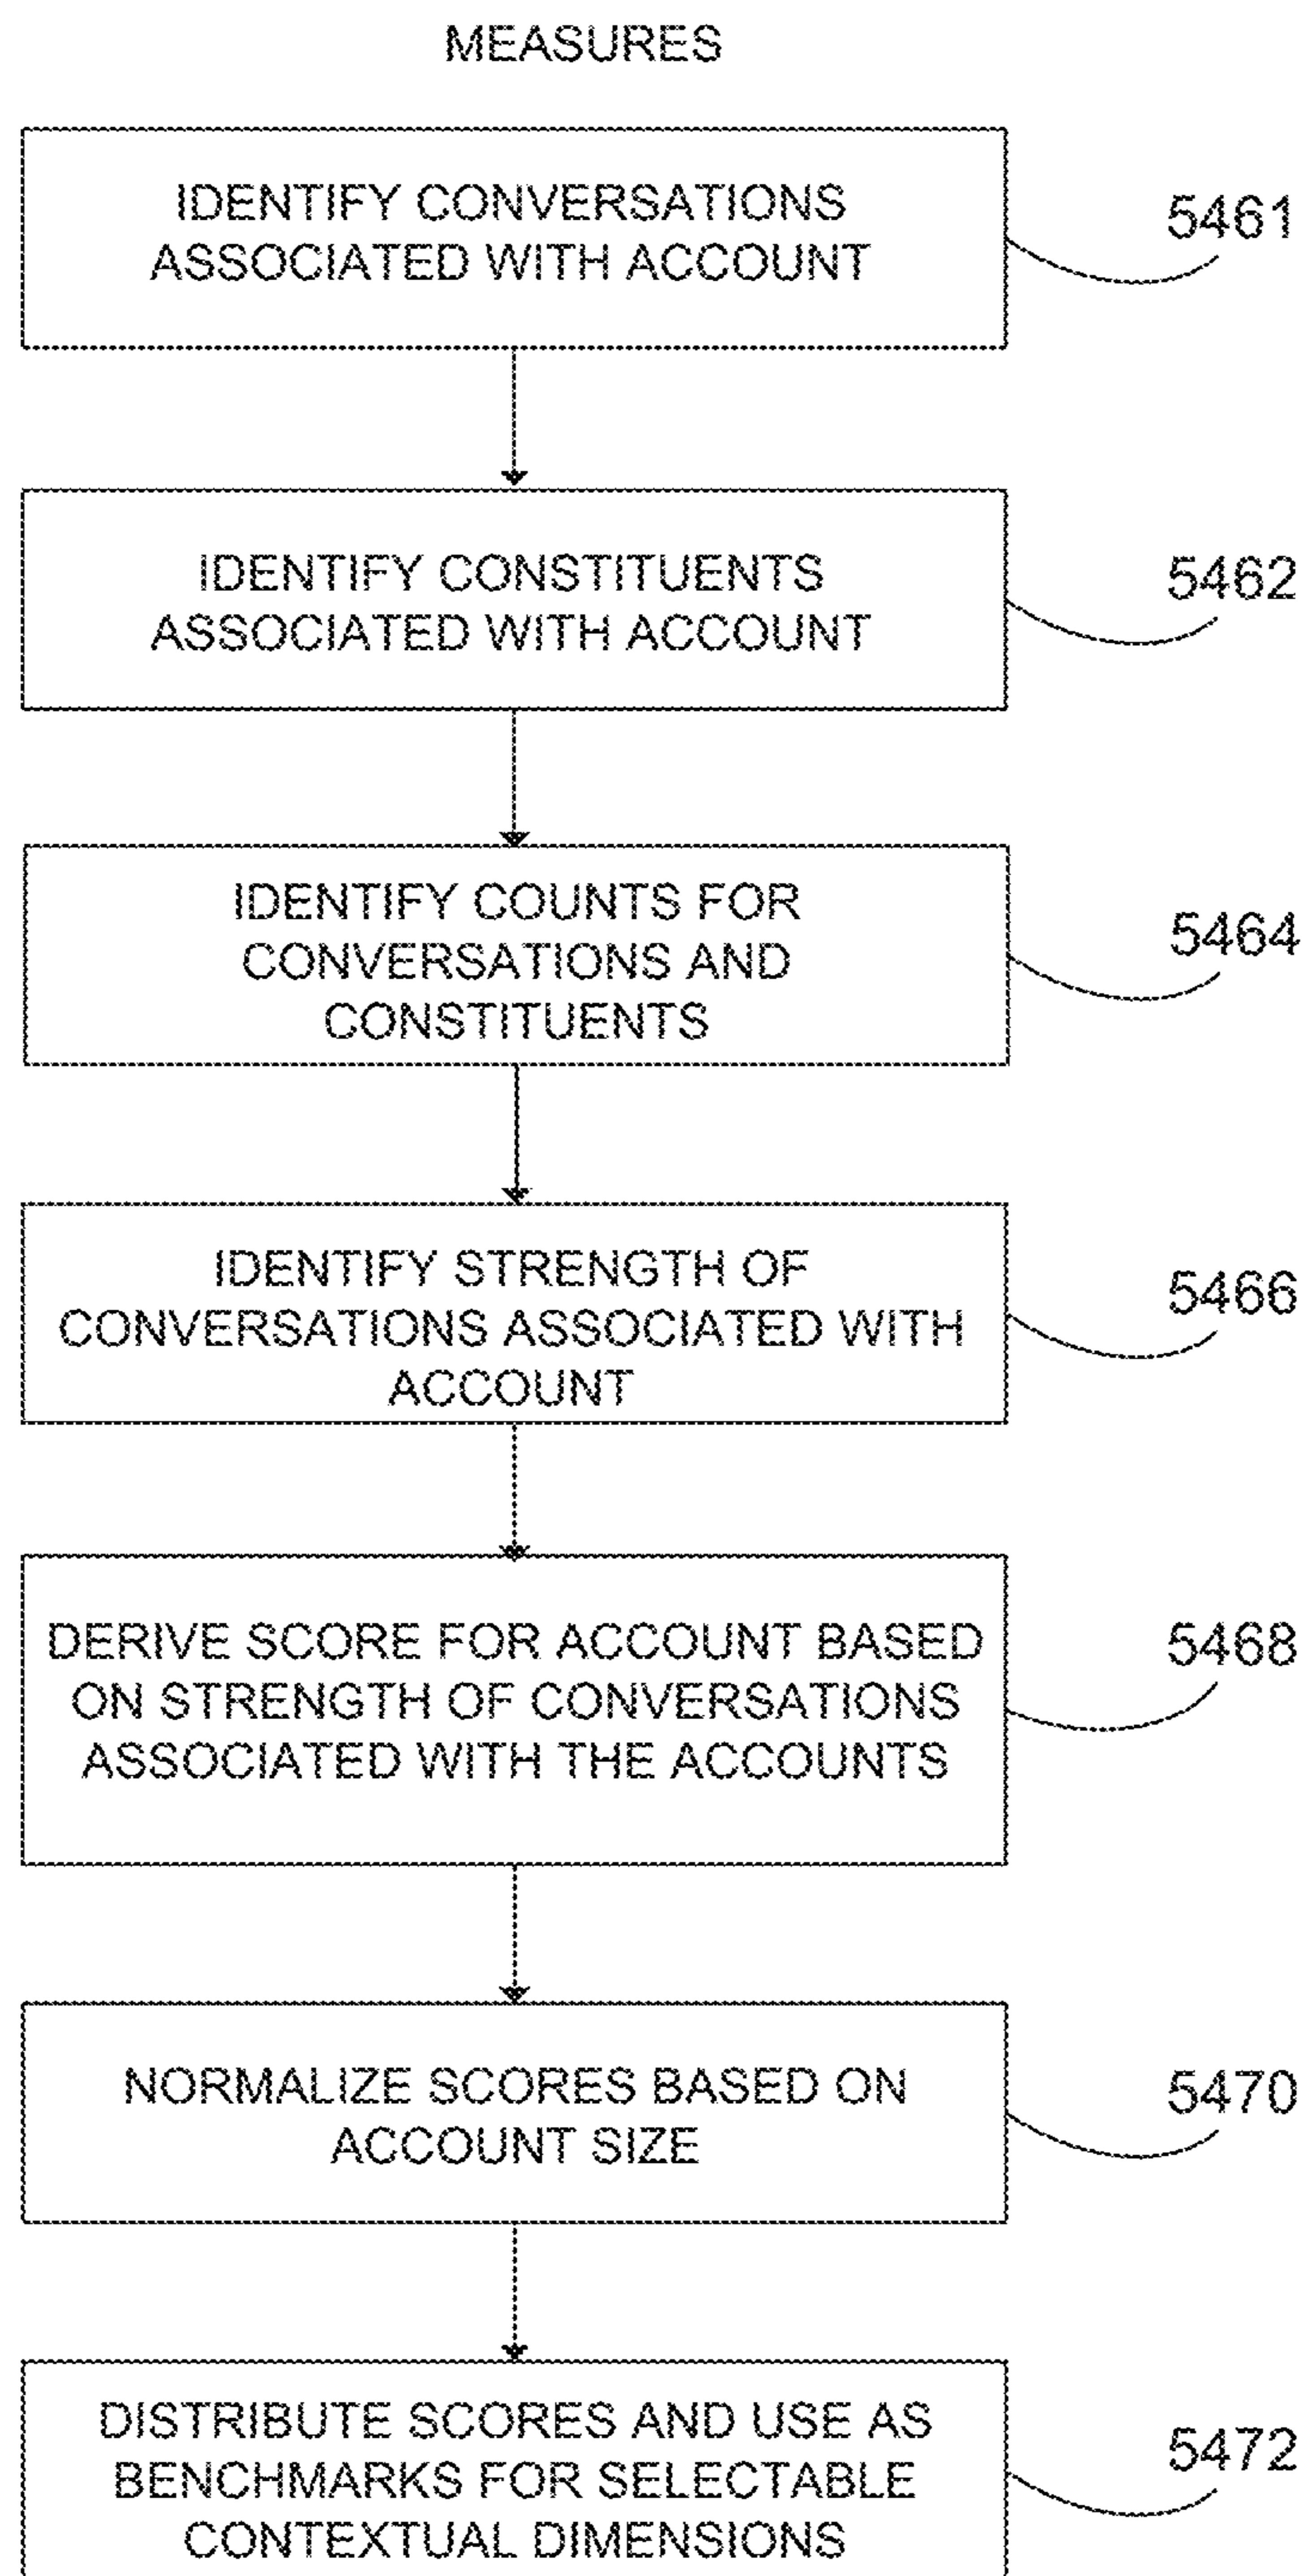 MEASURES
IDENTIFY CONVERSATIONS
ASSOCIATED WITH ACCOUNT
5461
IDENTIFY CONSTITUENTS
ASSOCIATED WITH ACCOUNT
5462
IDENTIFY COUNTS FOR
CONVERSATIONS AND
CONSTITUENTS
5464
IDENTIFY STRENGTH OF
CONVERSATIONS ASSOCIATED WITH
ACCOUNT
5466
DERIVE SCORE FOR ACCOUNT BASED
ON STRENGTH OF CONVERSATIONS
ASSOCIATED WITH THE ACCOUNTS
5468
NORMALIZE SCORES BASED ON
ACCOUNT SIZE
5470
DISTRIBUTE SCORES AND USE AS
BENCHMARKS FOR SELECTABLE
CONTEXTUAL DIMENSIONS
5472